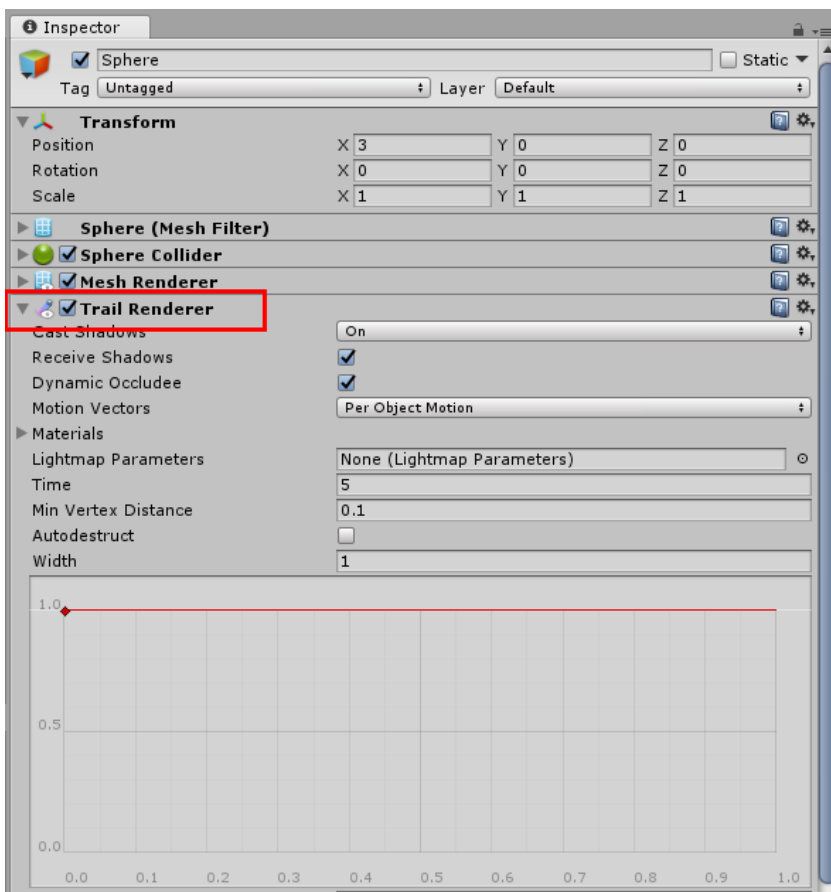 Inspector
Sphere Static
Tag Untagged Layer Default
Transform
Position X 3 Y 0 Z 0
Rotation X 0 Y 0 Z 0
Scale X 1 Y 1 Z 1
Sphere (Mesh Filter)
Sphere Collider
Mesh Renderer
Trail Renderer
Cast Shadows On
Receive Shadows
Dynamic Occludee
Motion Vectors Per Object Motion
Materials
Lightmap Parameters None (Lightmap Parameters)
Time 5
Min Vertex Distance 0.1
Autodestruct
Width 1
1.0
0.5
0.0
0.0 0.1 0.2 0.3 0.4 0.5 0.6 0.7 0.8 0.9 1.0